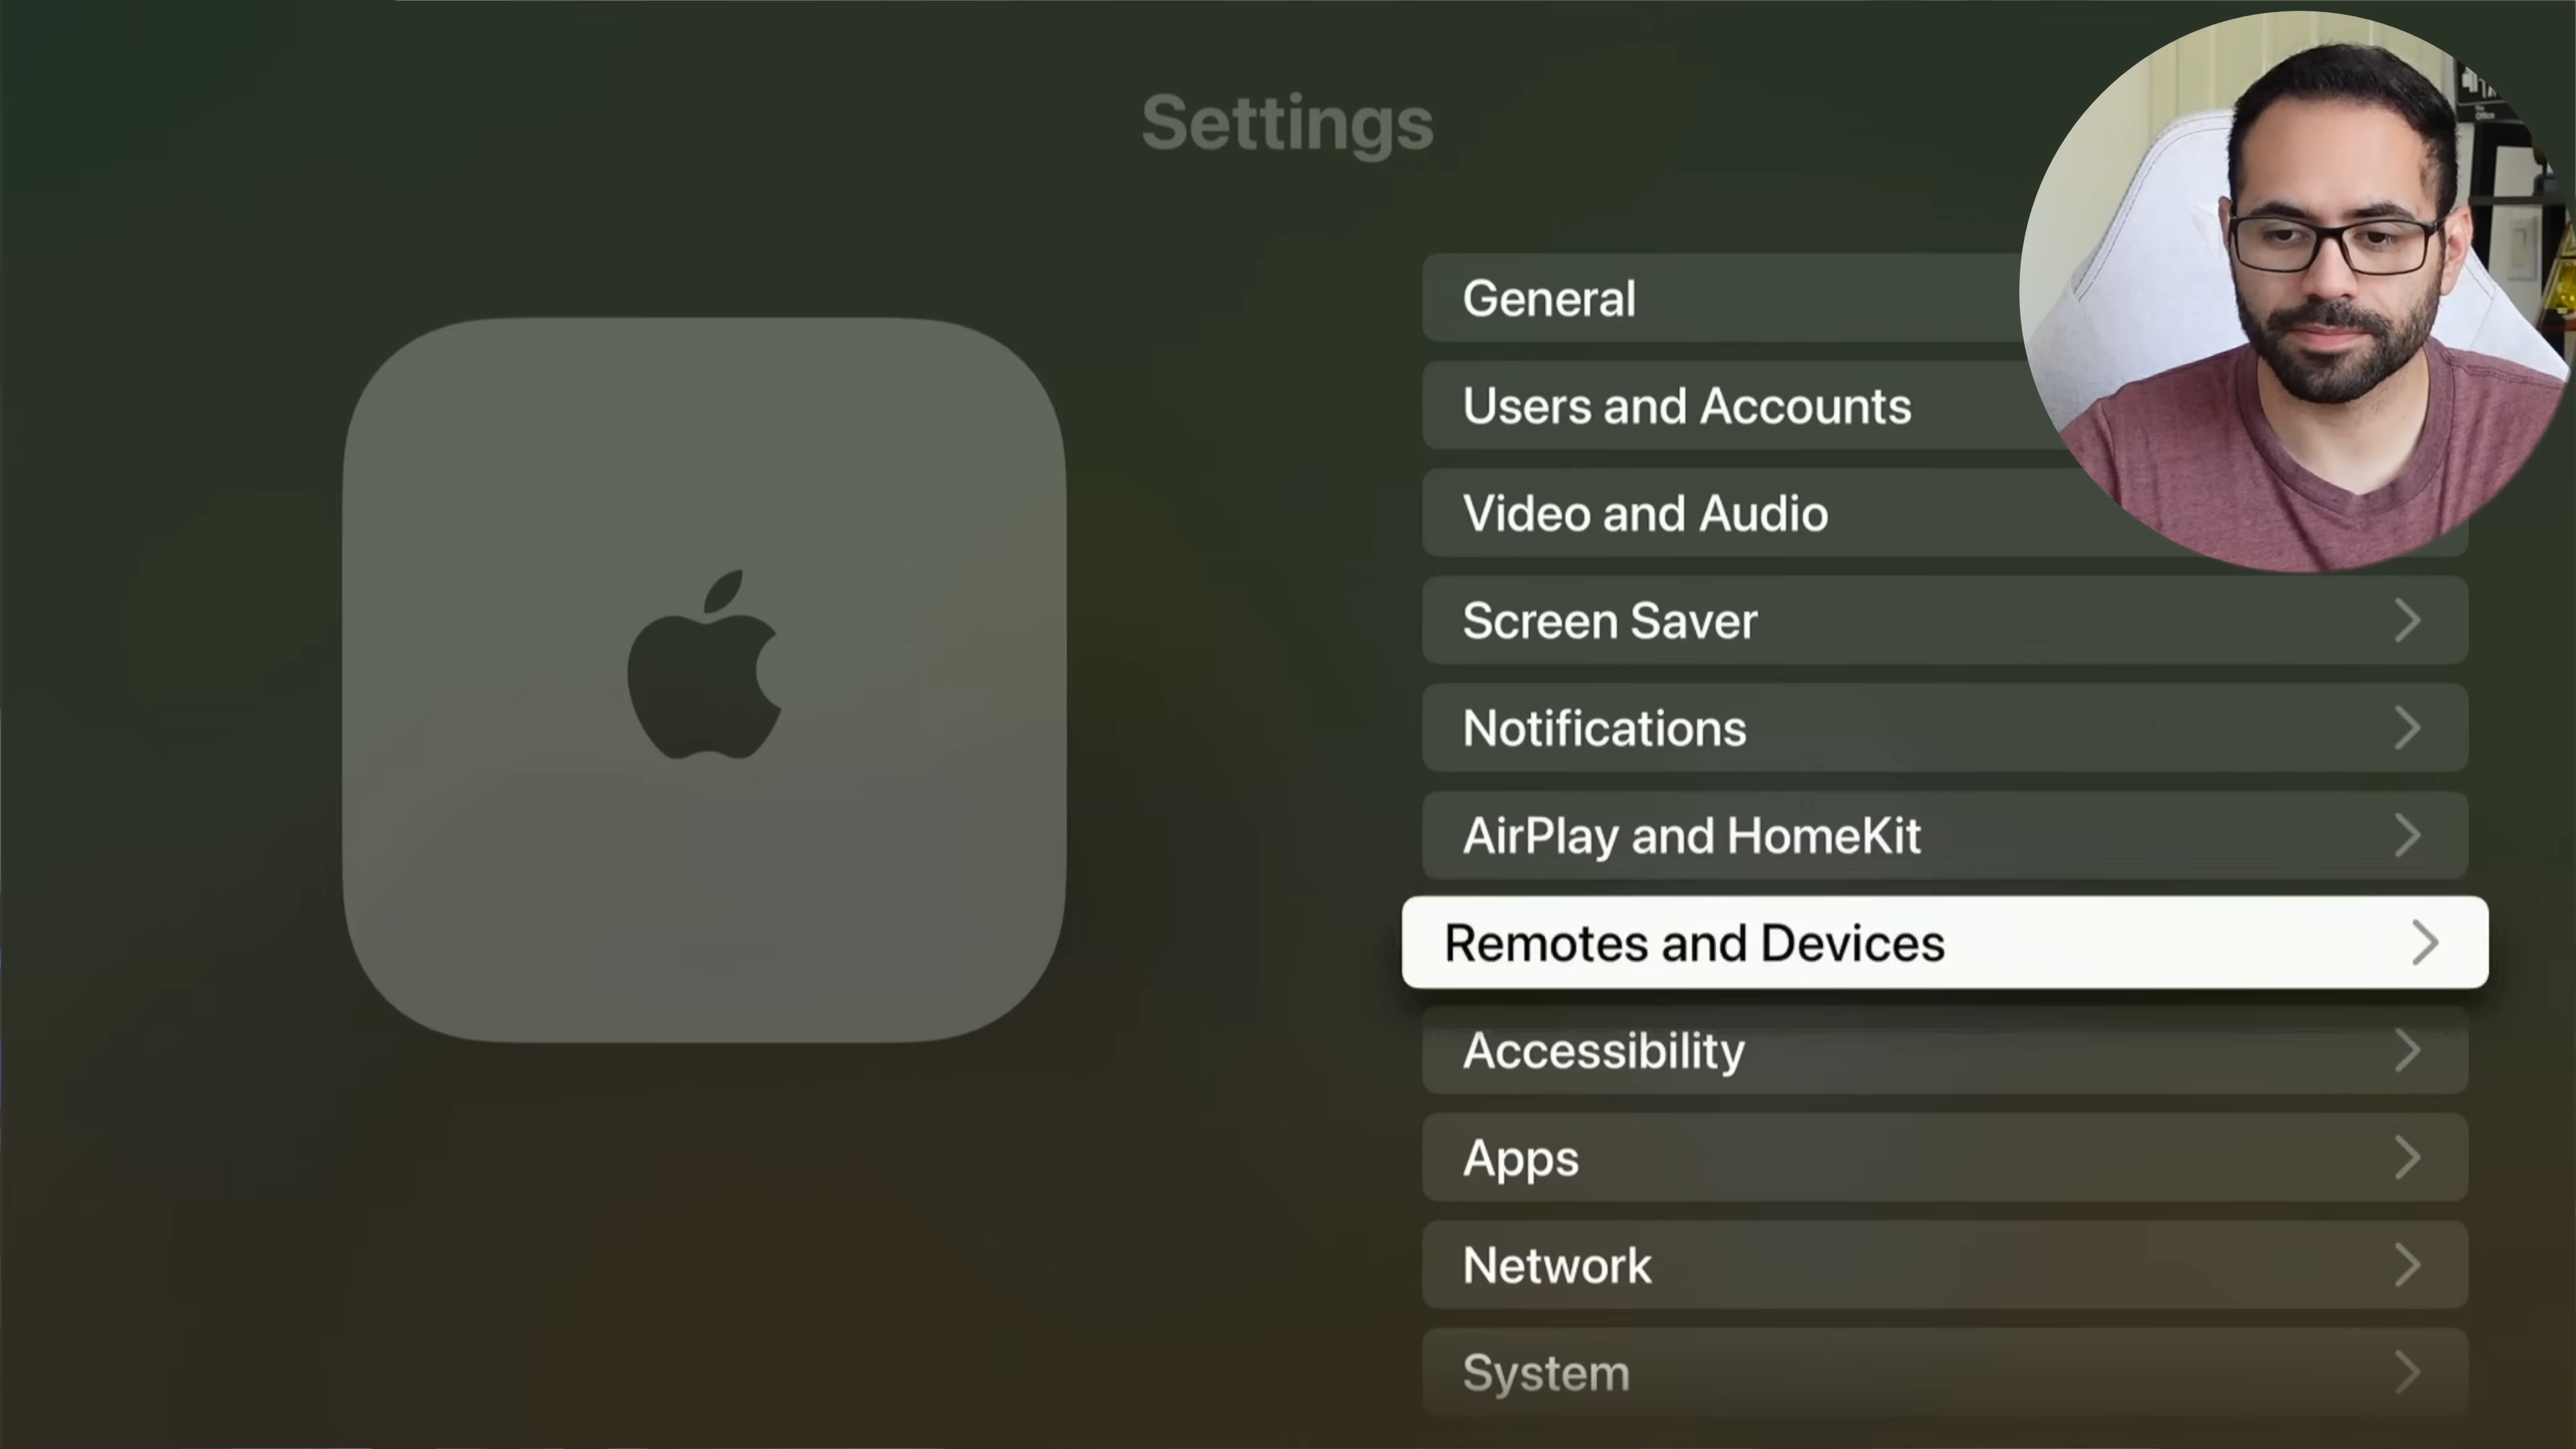 Settings
General
Users and Accounts
Video and Audio
Screen Saver
Notifications
AirPlay and HomeKit
Remotes and Devices
Accessibility
Apps
Network
System